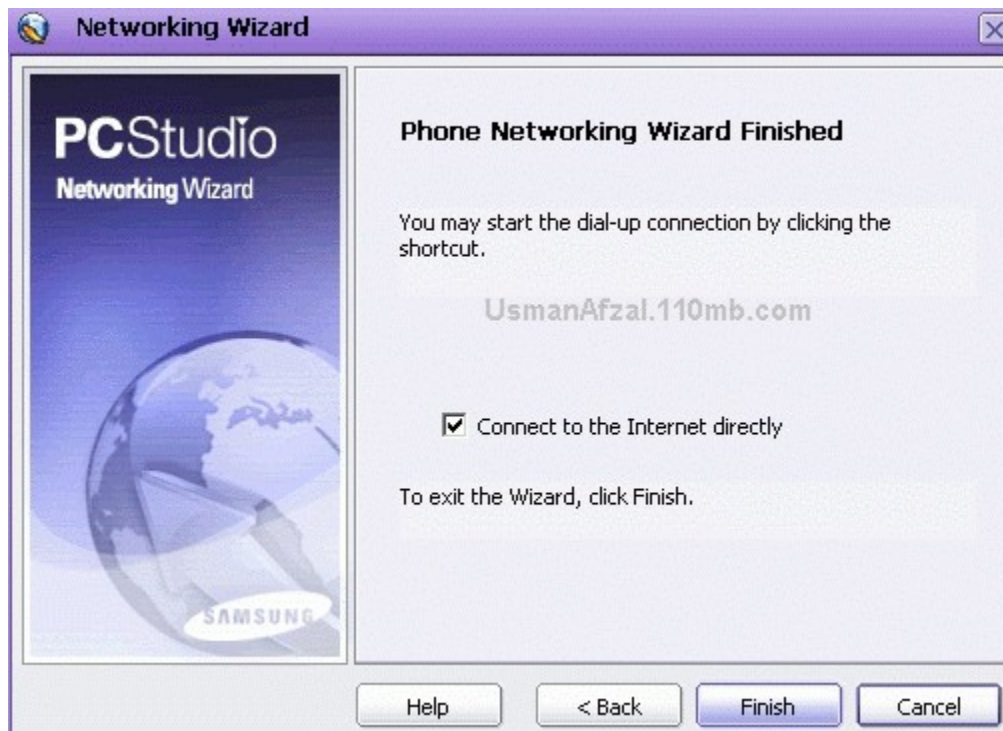 Networking Wizard
PCStudio
Networking Wizard
SAMSUNG
Phone Networking Wizard Finished
You may start the dial-up connection by clicking the
shortcut.
UsmanAfzal.110mb.com
Connect to the Internet directly
To exit the Wizard, click Finish.
Help
< Back
Finish
Cancel